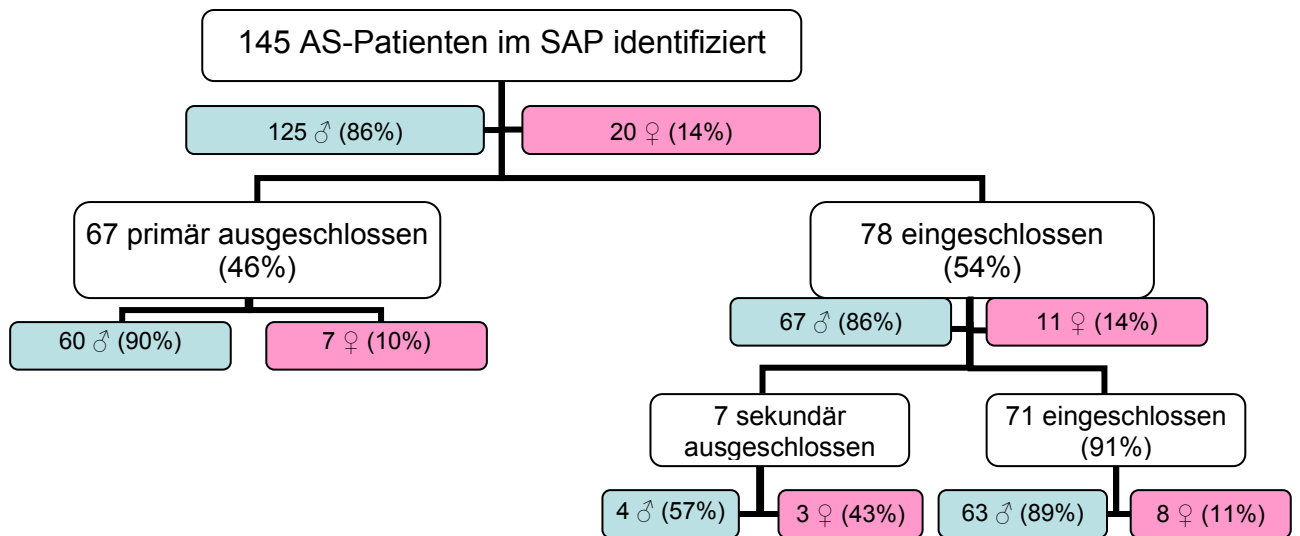 145 AS-Patienten im SAP identifiziert
125 ♂ (86%)
20 ♀ (14%)
67 primär ausgeschlossen
(46%)
78 eingeschlossen
(54%)
60 ♂ (90%)
7 ♀ (10%)
67 ♂ (86%)
11 ♀ (14%)
7 sekundär
ausgeschlossen
71 eingeschlossen
(91%)
4 ♂ (57%)
3 ♀ (43%)
63 ♂ (89%)
8 ♀ (11%)